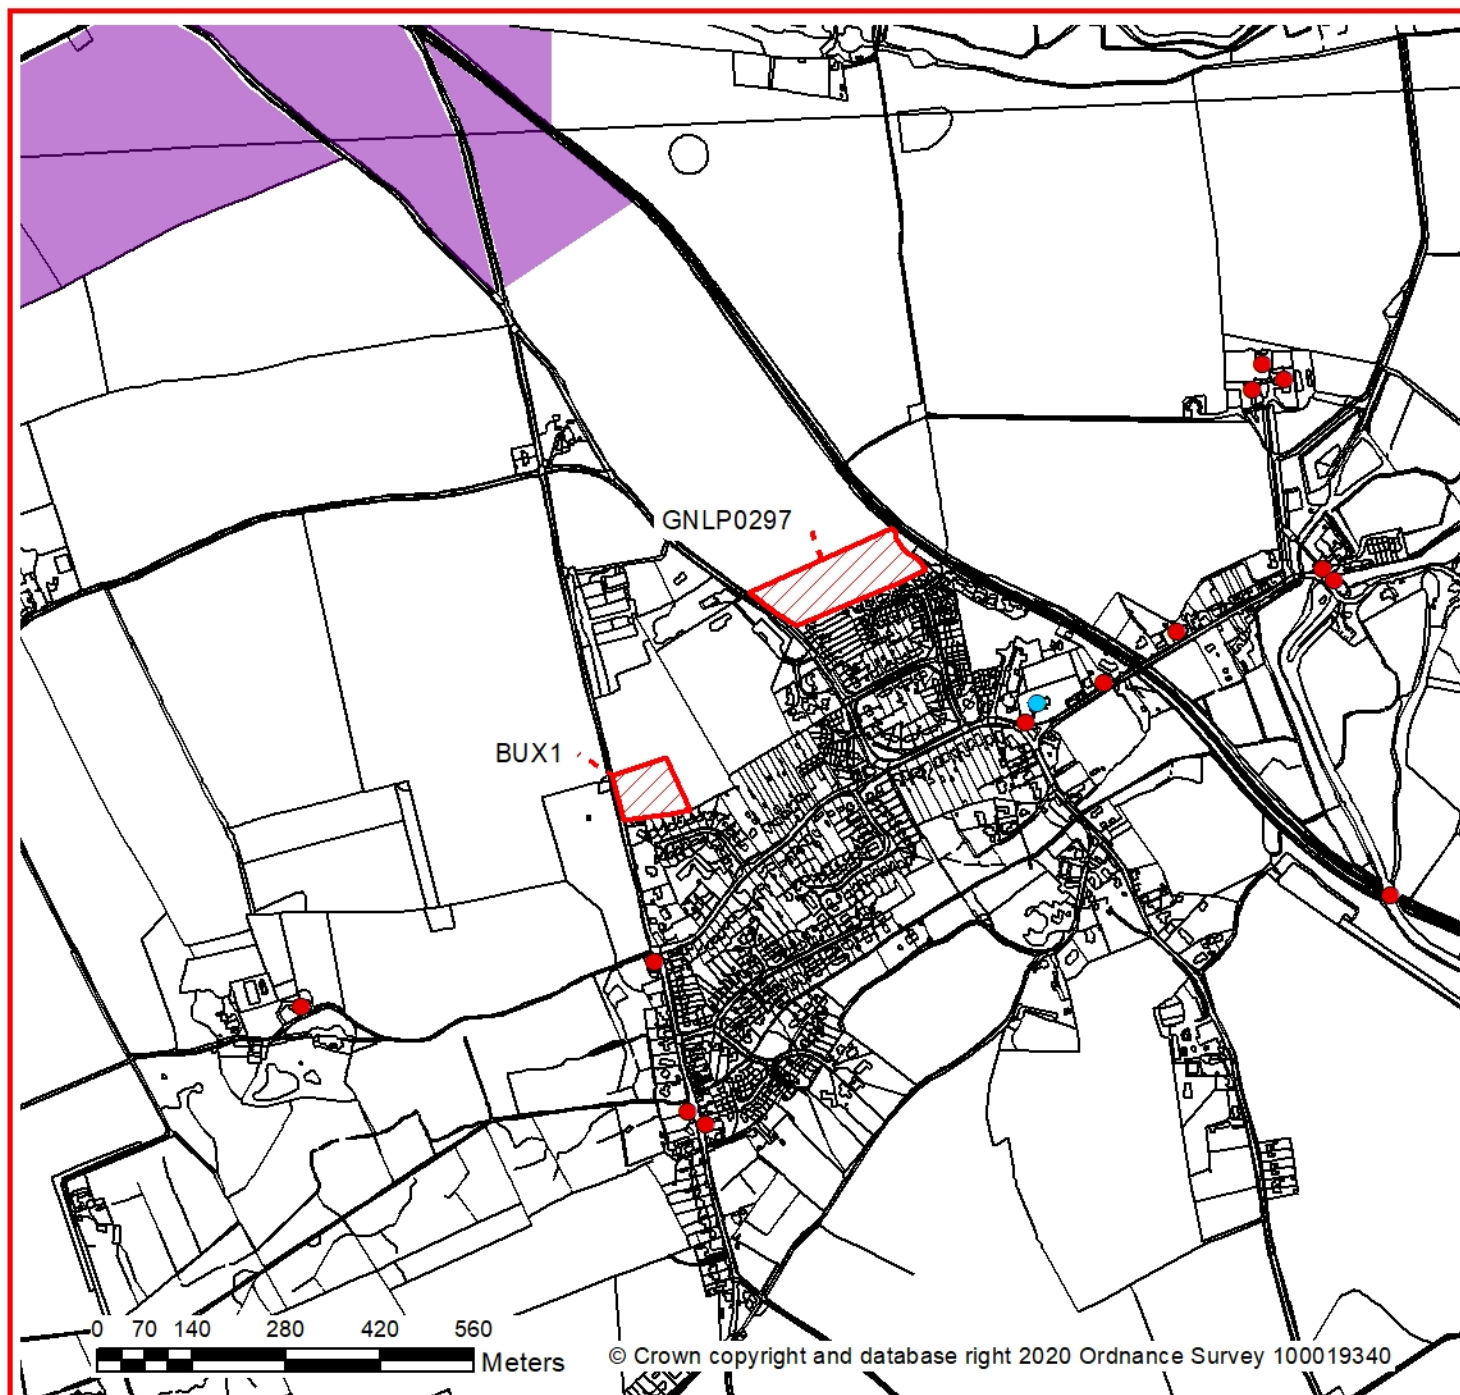 GNLP0297
BUX1
0 70 140 280 420 560
Meters
© Crown copyright and database right 2020 Ordnance Survey 100019340